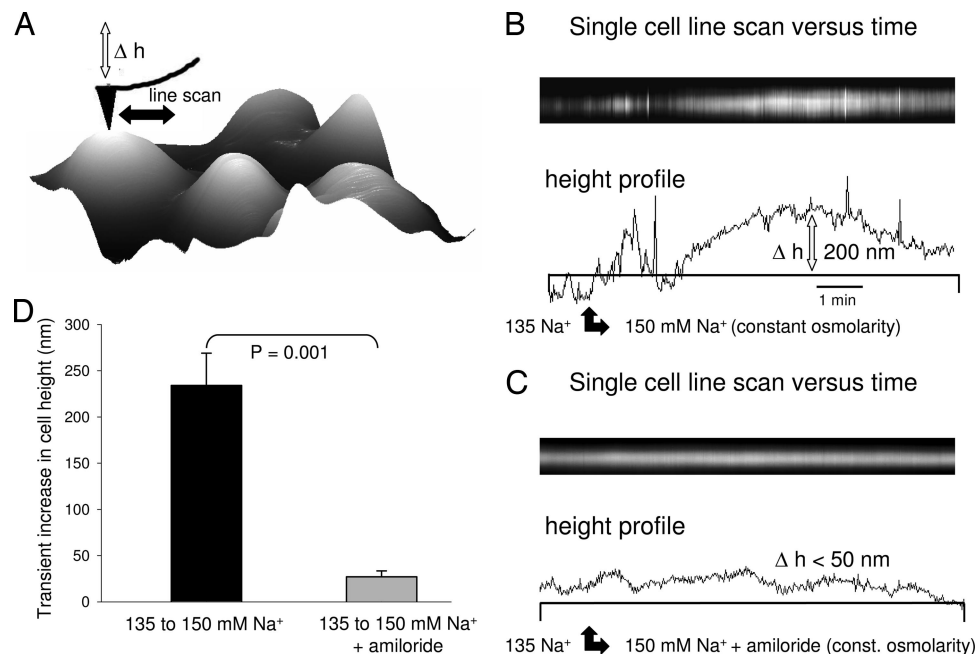 A
Δ h
line scan
B
Single cell line scan versus time
height profile
Δ h
200 nm
1 min
135 Na⁺
150 mM Na⁺ (constant osmolarity)
C
Single cell line scan versus time
height profile
Δ h < 50 nm
135 Na⁺
150 mM Na⁺ + amiloride (const. osmolarity)
D
Transient increase in cell height (nm)
300
250
200
150
100
50
0
P = 0.001
135 to 150 mM Na⁺
135 to 150 mM Na⁺
+ amiloride